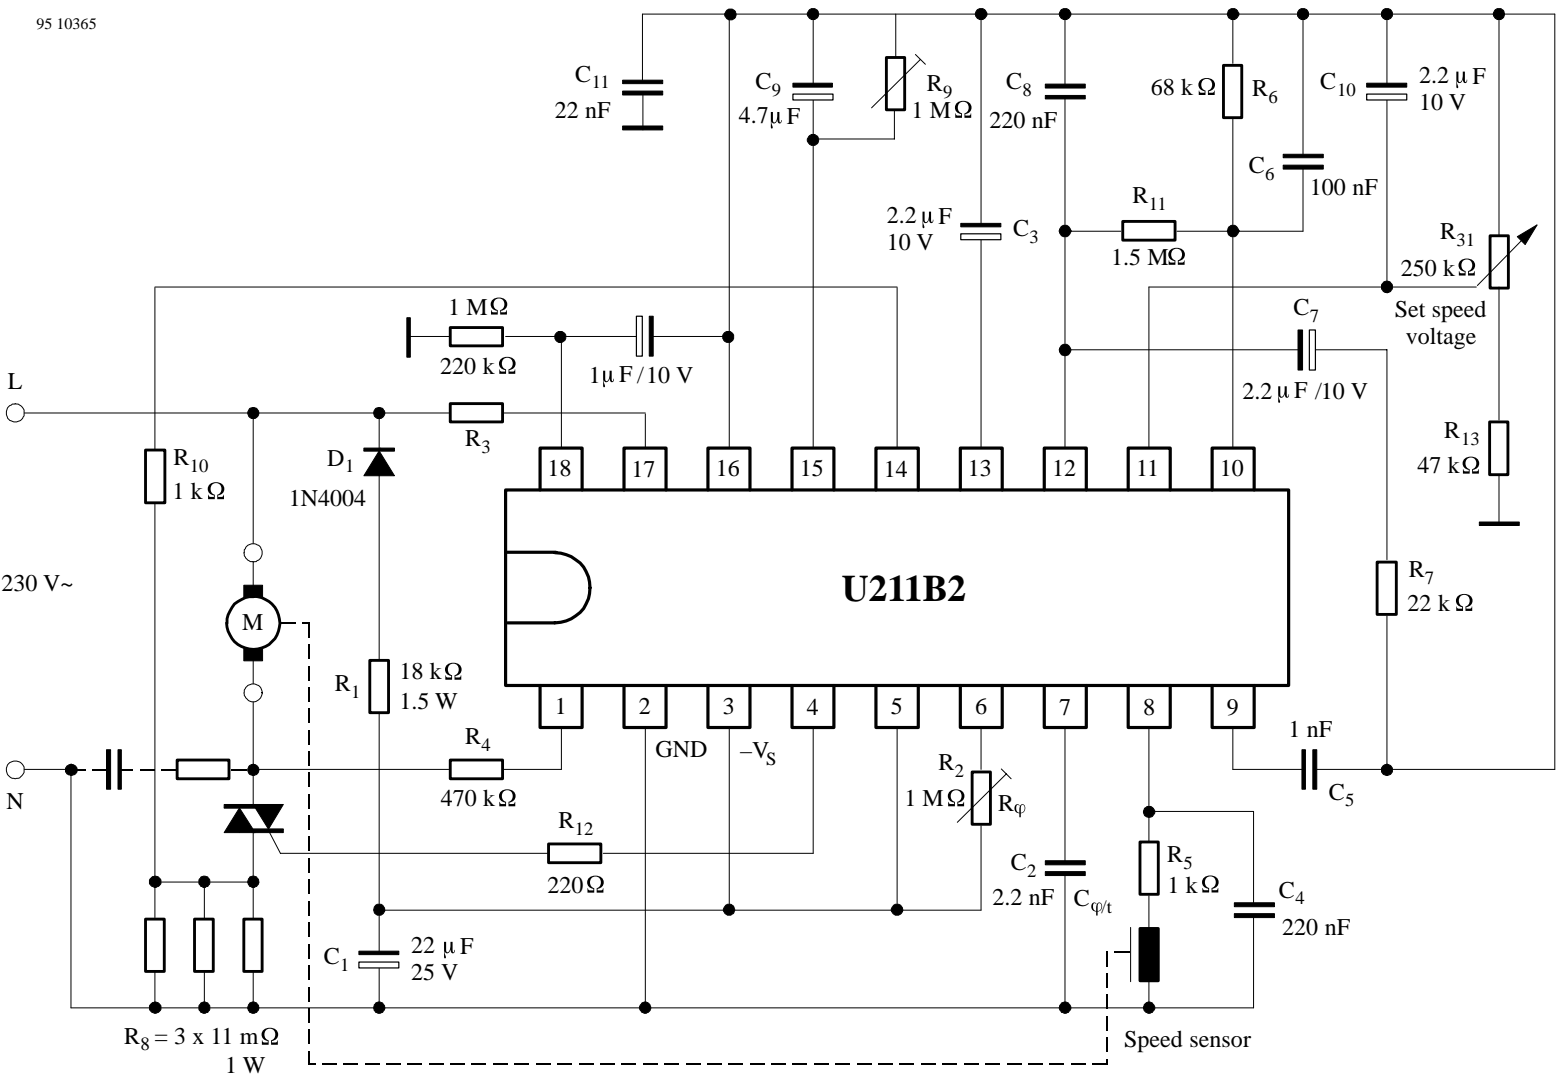 95 10365
C11
22 nF
C9
4.7μF
R9
1 MΩ
C8
220 nF
68 kΩ
R6
C10
2.2 μF
10 V
C6
100 nF
2.2 μF
10 V
C3
R11
1.5 MΩ
R31
250 kΩ
Set speed
voltage
1 MΩ
220 kΩ
1μF/10 V
C7
2.2 μF /10 V
L
R3
R10
1 kΩ
D1
1N4004
R13
47 kΩ
18
17
16
15
14
13
12
11
10
230 V~
M
U211B2
R7
22 kΩ
R1
18 kΩ
1.5 W
1
2
3
4
5
6
7
8
9
GND
–VS
R4
470 kΩ
1 nF
C5
N
R2
1 MΩ
Rφ
R12
220Ω
C2
2.2 nF
Cφ/t
R5
1 kΩ
C4
220 nF
C1
22 μF
25 V
R8 = 3 x 11 mΩ
1 W
Speed sensor